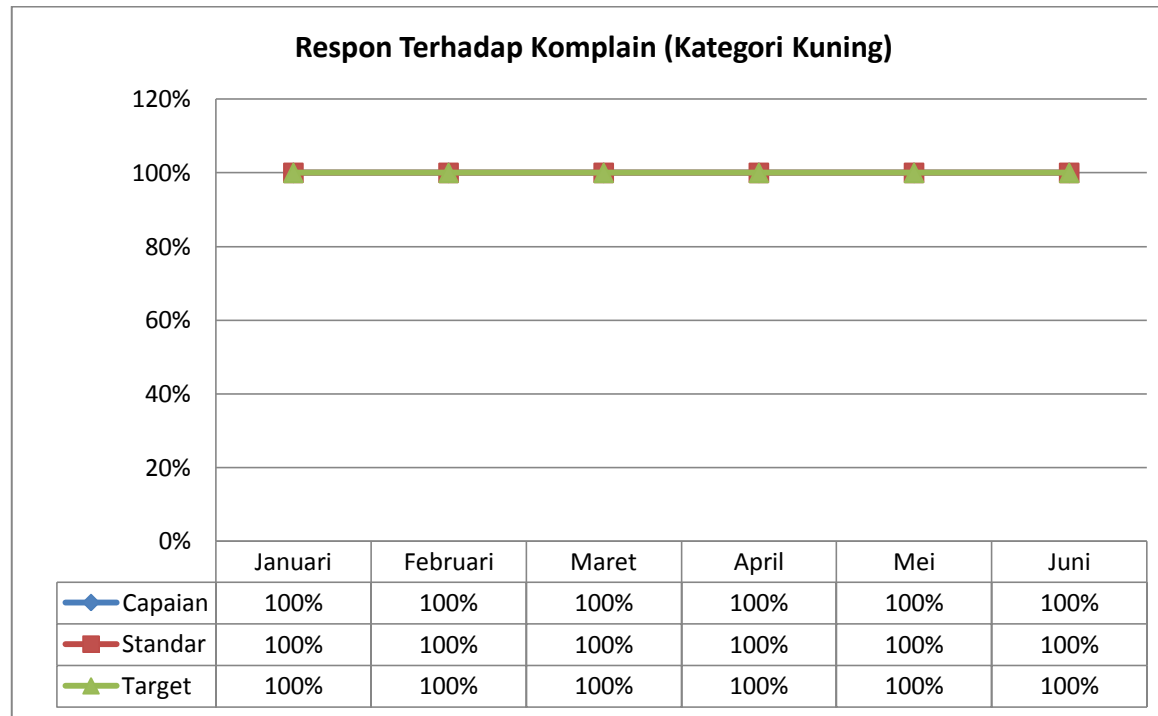 Respon Terhadap Komplain (Kategori Kuning)
120%
100%
80%
60%
40%
20%
0%
Januari Februari Maret April Mei Juni
Capaian 100% 100% 100% 100% 100% 100%
Standar 100% 100% 100% 100% 100% 100%
Target 100% 100% 100% 100% 100% 100%